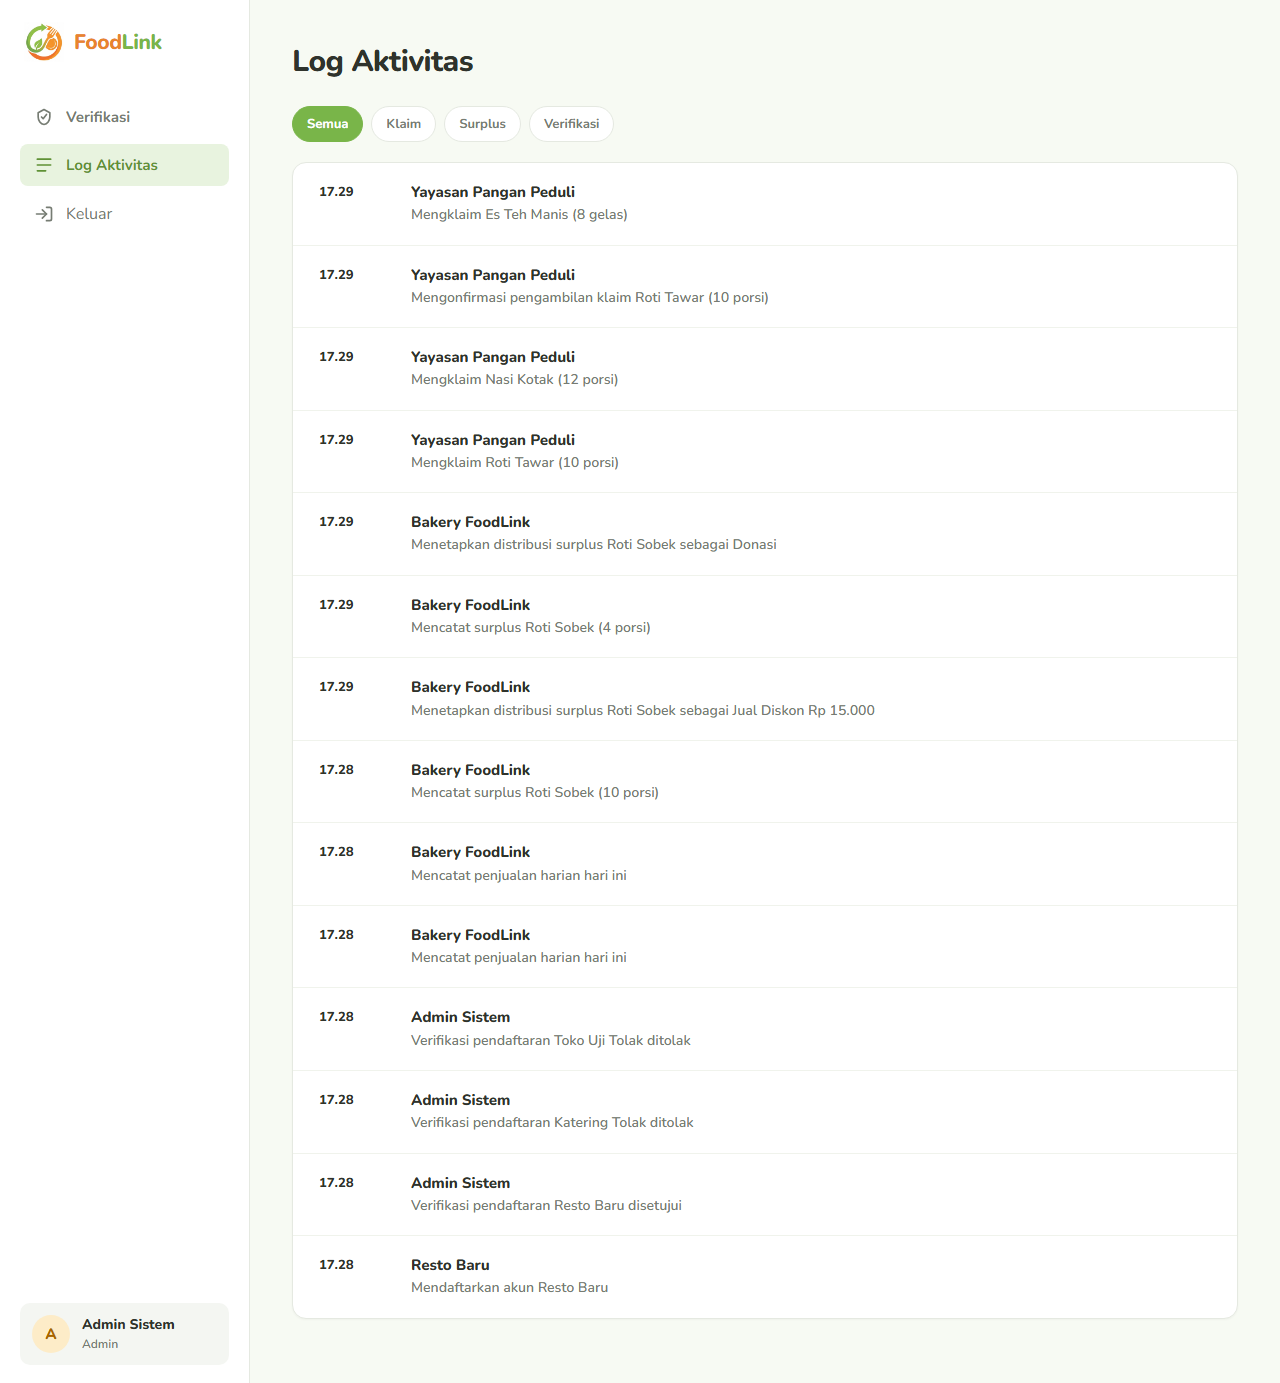 FoodLink
Verifikasi
Log Aktivitas
Keluar
Log Aktivitas
Semua
Klaim
Surplus
Verifikasi
17.29
Yayasan Pangan Peduli
Mengklaim Es Teh Manis (8 gelas)
17.29
Yayasan Pangan Peduli
Mengonfirmasi pengambilan klaim Roti Tawar (10 porsi)
17.29
Yayasan Pangan Peduli
Mengklaim Nasi Kotak (12 porsi)
17.29
Yayasan Pangan Peduli
Mengklaim Roti Tawar (10 porsi)
17.29
Bakery FoodLink
Menetapkan distribusi surplus Roti Sobek sebagai Donasi
17.29
Bakery FoodLink
Mencatat surplus Roti Sobek (4 porsi)
17.29
Bakery FoodLink
Menetapkan distribusi surplus Roti Sobek sebagai Jual Diskon Rp 15.000
17.28
Bakery FoodLink
Mencatat surplus Roti Sobek (10 porsi)
17.28
Bakery FoodLink
Mencatat penjualan harian hari ini
17.28
Bakery FoodLink
Mencatat penjualan harian hari ini
17.28
Admin Sistem
Verifikasi pendaftaran Toko Uji Tolak ditolak
17.28
Admin Sistem
Verifikasi pendaftaran Katering Tolak ditolak
17.28
Admin Sistem
Verifikasi pendaftaran Resto Baru disetujui
17.28
Resto Baru
Mendaftarkan akun Resto Baru
A
Admin Sistem
Admin